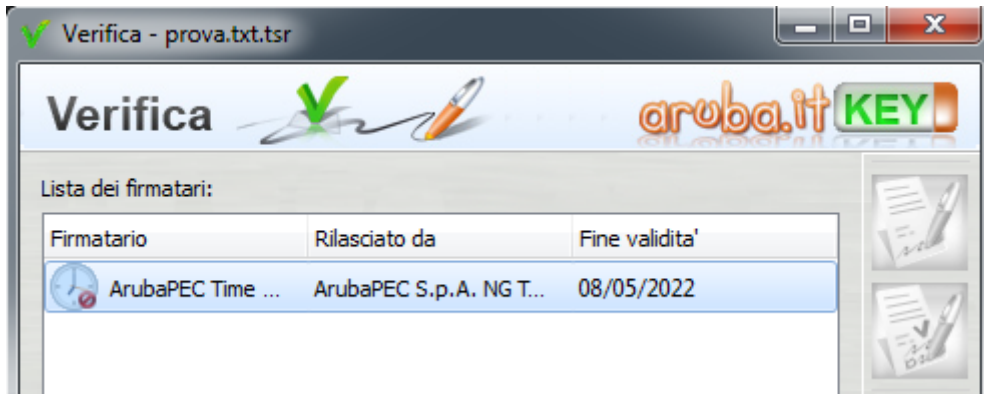 Verifica - prova.txt.tsr
Verifica
aruba.it KEY
Lista dei firmatari:
Firmatario Rilasciato da Fine validita'
ArubaPEC Time ... ArubaPEC S.p.A. NG T... 08/05/2022